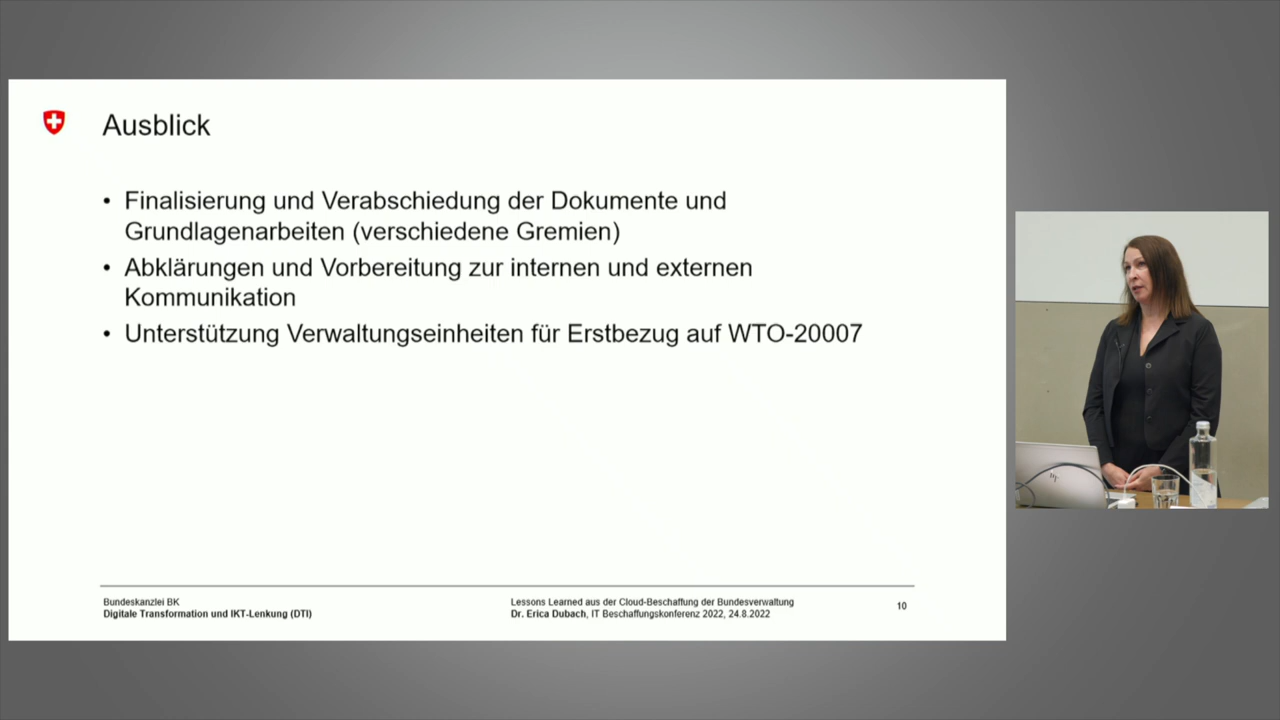 Ausblick
• Finalisierung und Verabschiedung der Dokumente und
Grundlagenarbeiten (verschiedene Gremien)
• Abklärungen und Vorbereitung zur internen und externen
Kommunikation
• Unterstützung Verwaltungseinheiten für Erstbezug auf WTO-20007
Bundeskanzlei BK
Digitale Transformation und IKT-Lenkung (DTI)
Lessons Learned aus der Cloud-Beschaffung der Bundesverwaltung
Dr. Erica Dubach, IT Beschaffungskonferenz 2022, 24.8.2022
10